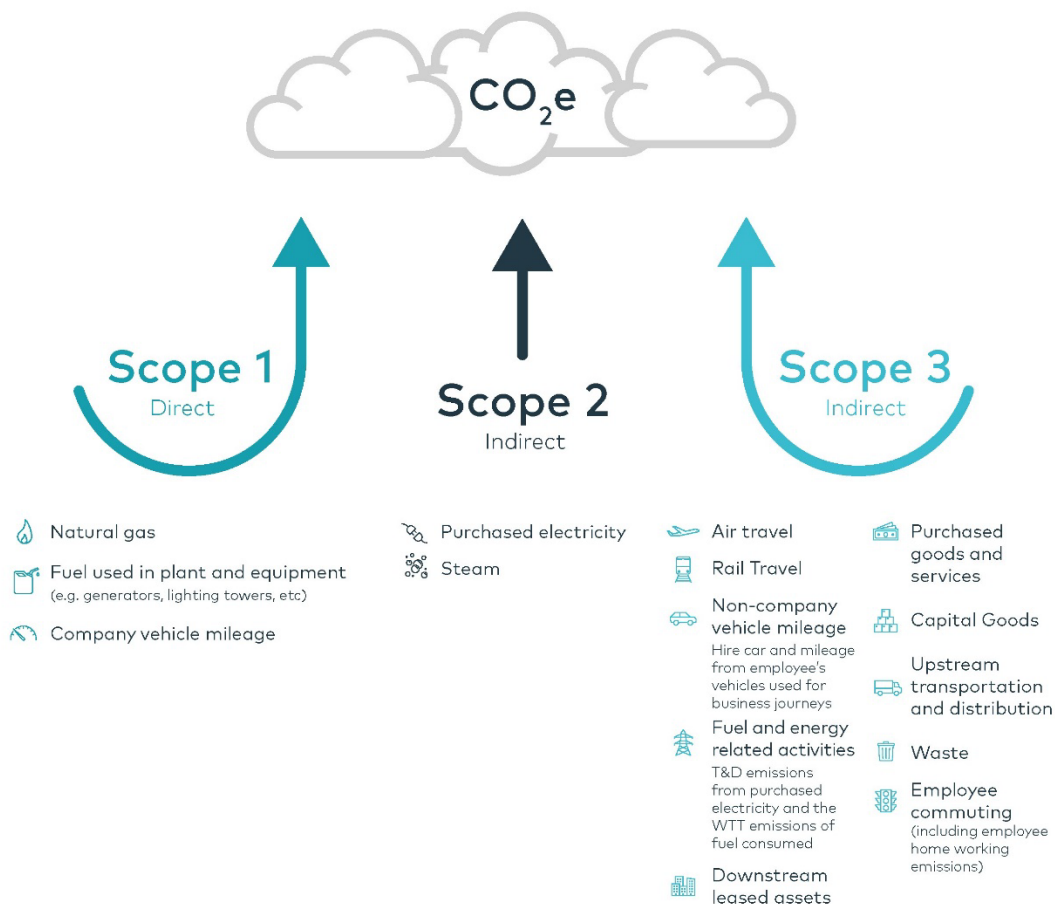 CO₂e
Scope 1
Direct
Scope 2
Indirect
Scope 3
Indirect
Natural gas
Fuel used in plant and equipment
(e.g. generators, lighting towers, etc)
Company vehicle mileage
Purchased electricity
Steam
Air travel
Rail Travel
Non-company
vehicle mileage
Hire car and mileage
from employee's
vehicles used for
business journeys
Fuel and energy
related activities
T&D emissions
from purchased
electricity and the
WTT emissions of
fuel consumed
Downstream
leased assets
Purchased
goods and
services
Capital Goods
Upstream
transportation
and distribution
Waste
Employee
commuting
(including employee
home working
emissions)